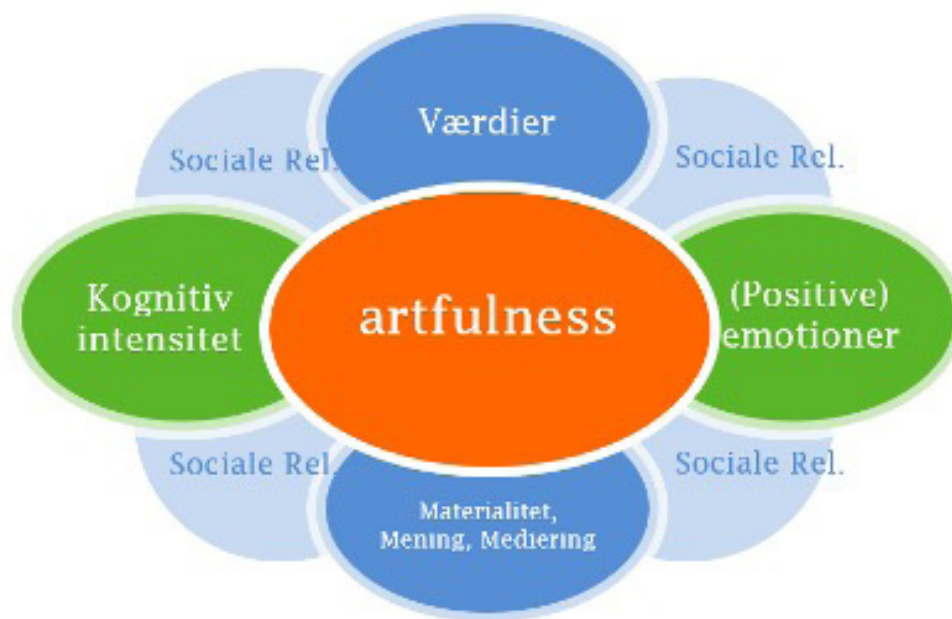 Værdier
Sociale Rel.
Sociale Rel.
Kognitiv
intensitet
artfulness
(Positive)
emotioner
Sociale Rel.
Sociale Rel.
Materialitet,
Mening, Mediering